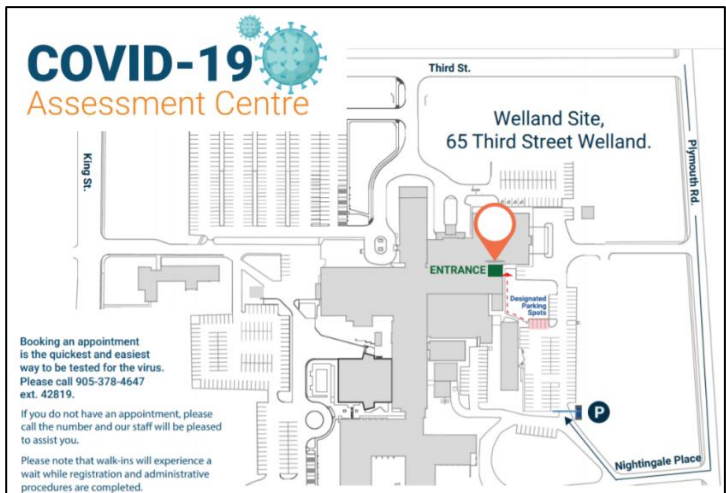 COVID-19
Assessment Centre
Third St.
Welland Site,
65 Third Street Welland.
King St.
Plymouth Rd.
ENTRANCE
Designated
Parking
Spots
Booking an appointment
is the quickest and easiest
way to be tested for the virus.
Please call 905-378-4647
ext. 42819.
If you do not have an appointment, please
call the number and our staff will be pleased
to assist you.
Please note that walk-ins will experience a
wait while registration and administrative
procedures are completed.
P
Nightingale Place